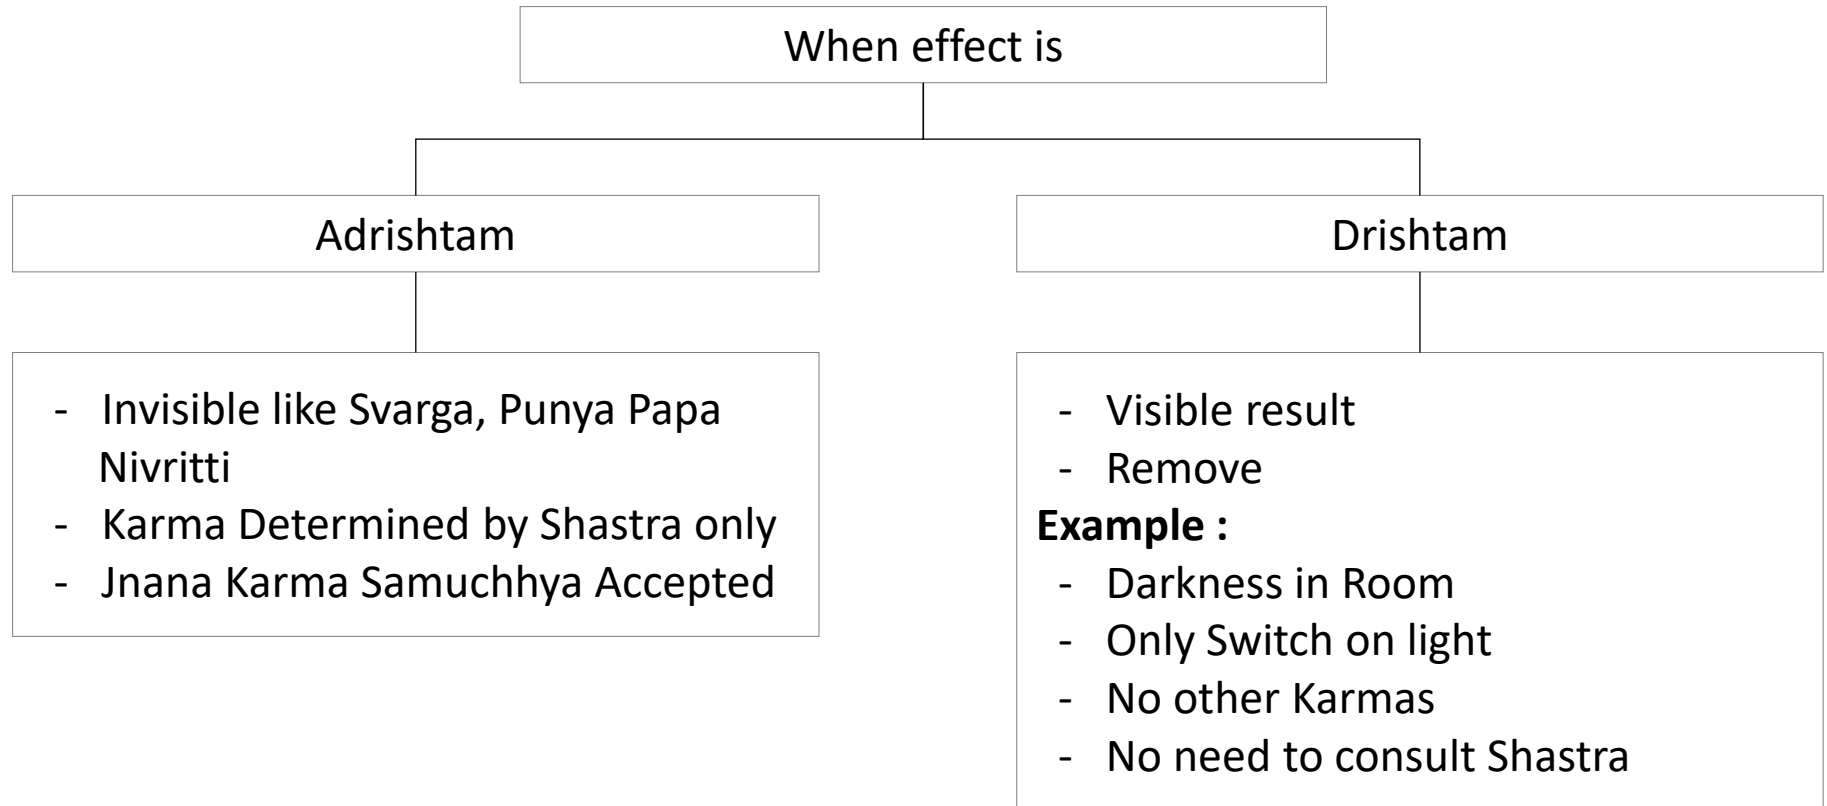 When effect is
Adrishtam
Drishtam
- Invisible like Svarga, Punya Papa
Nivritti
- Karma Determined by Shastra only
- Jnana Karma Samuchhya Accepted
- Visible result
- Remove
Example :
- Darkness in Room
- Only Switch on light
- No other Karmas
- No need to consult Shastra